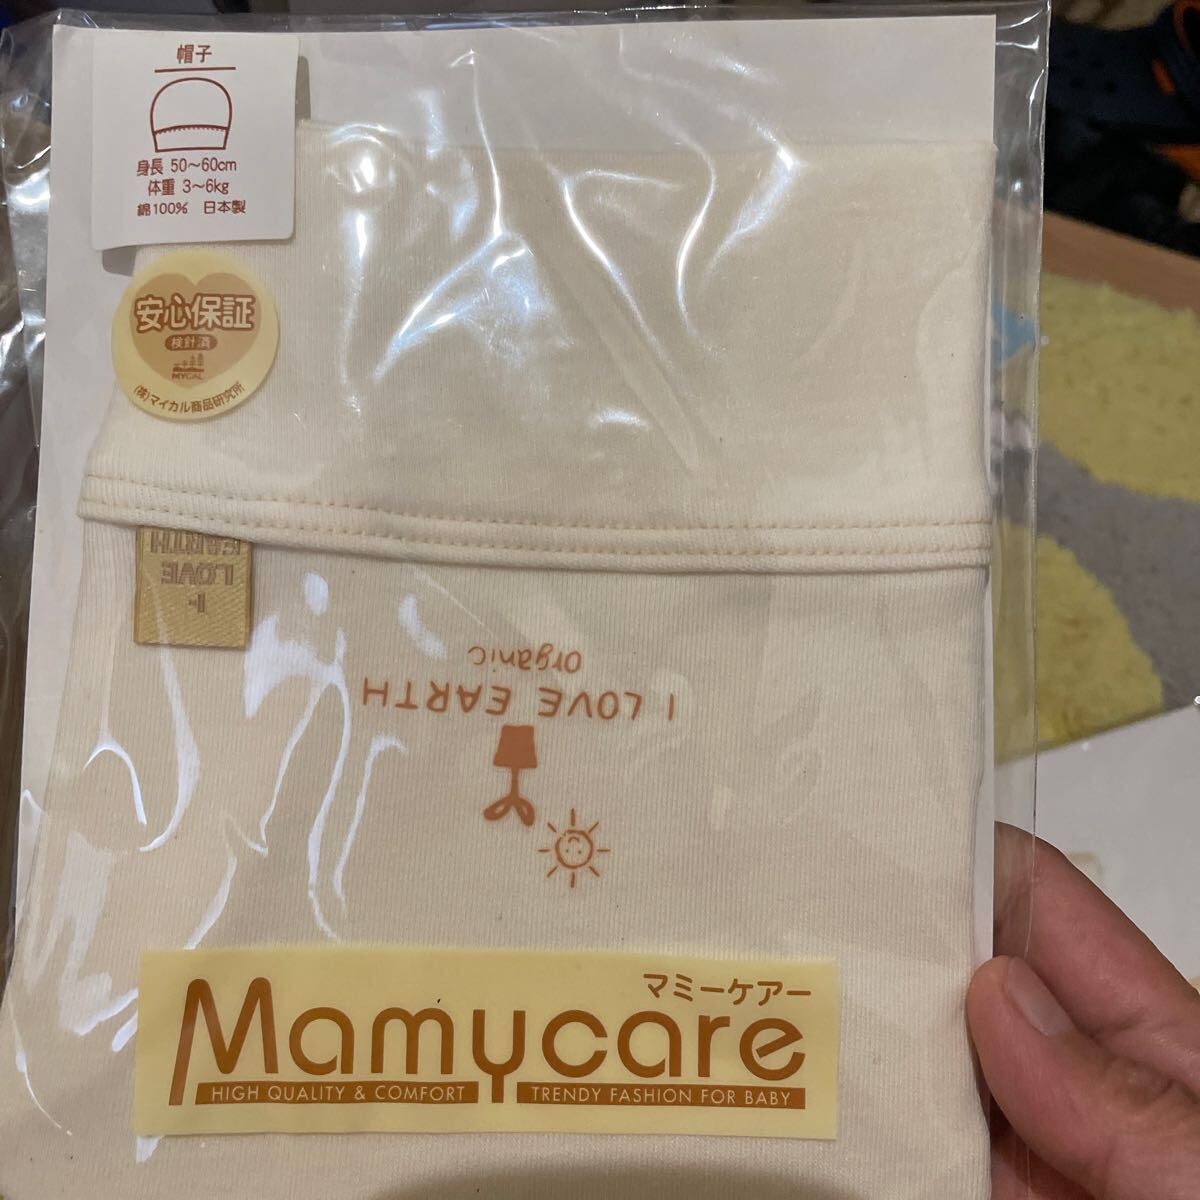 帽子
身長 50～60cm
体重 3～6kg
綿100%　日本製
安心保証
検針済
MYCAL
(株)マイカル商品研究所
I
LOVE
EARTH
I LOVE EARTH
organic
マミーケアー
Mamycare
HIGH QUALITY & COMFORT TRENDY FASHION FOR BABY